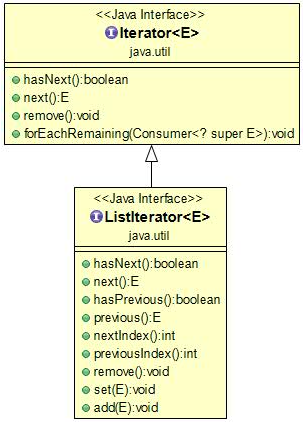 <<Java Interface>>
Iterator<E>
java.util
hasNext():boolean
next():E
remove():void
forEachRemaining(Consumer<? super E>):void
<<Java Interface>>
ListIterator<E>
java.util
hasNext():boolean
next():E
hasPrevious():boolean
previous():E
nextIndex():int
previousIndex():int
remove():void
set(E):void
add(E):void